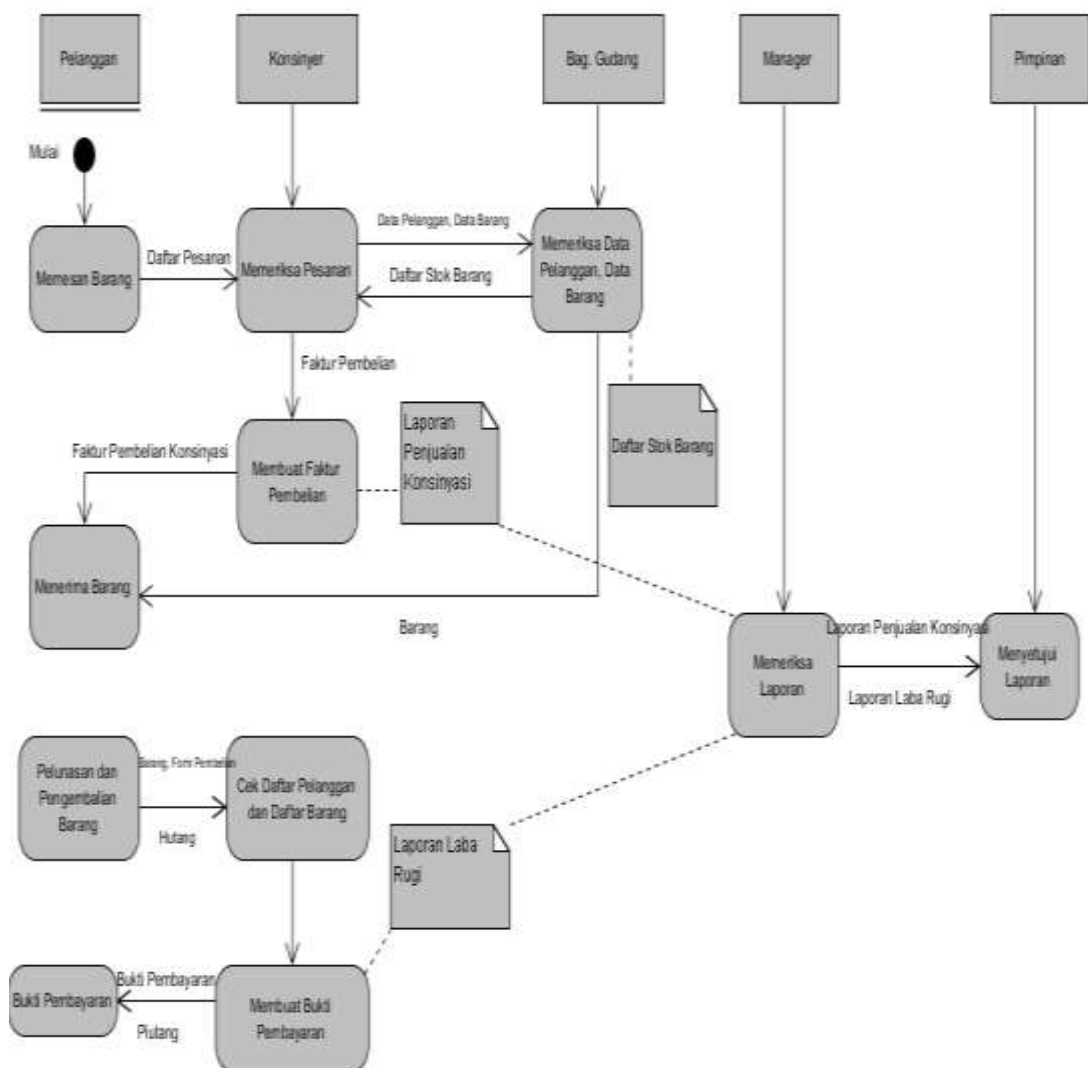 Pelanggan
Konsinyer
Bag. Gudang
Manager
Pimpinan
Mulai
Memesan Barang
Daftar Pesanan
Memeriksa Pesanan
Data Pelanggan, Data Barang
Daftar Stok Barang
Memeriksa Data
Pelanggan, Data
Barang
Faktur Pembelian
Laporan
Penjualan
Konsinyasi
Daftar Stok Barang
Faktur Pembelian Konsinyasi
Membuat Faktur
Pembelian
Menerima Barang
Barang
Memeriksa
Laporan
Laporan Penjualan Konsinyasi
Laporan Laba Rugi
Menyetujui
Laporan
Pelunasan dan
Pengembalian
Barang
Barang, Form Pembelian
Hutang
Cek Daftar Pelanggan
dan Daftar Barang
Laporan Laba
Rugi
Bukti Pembayaran
Bukti Pembayaran
Piutang
Membuat Bukti
Pembayaran